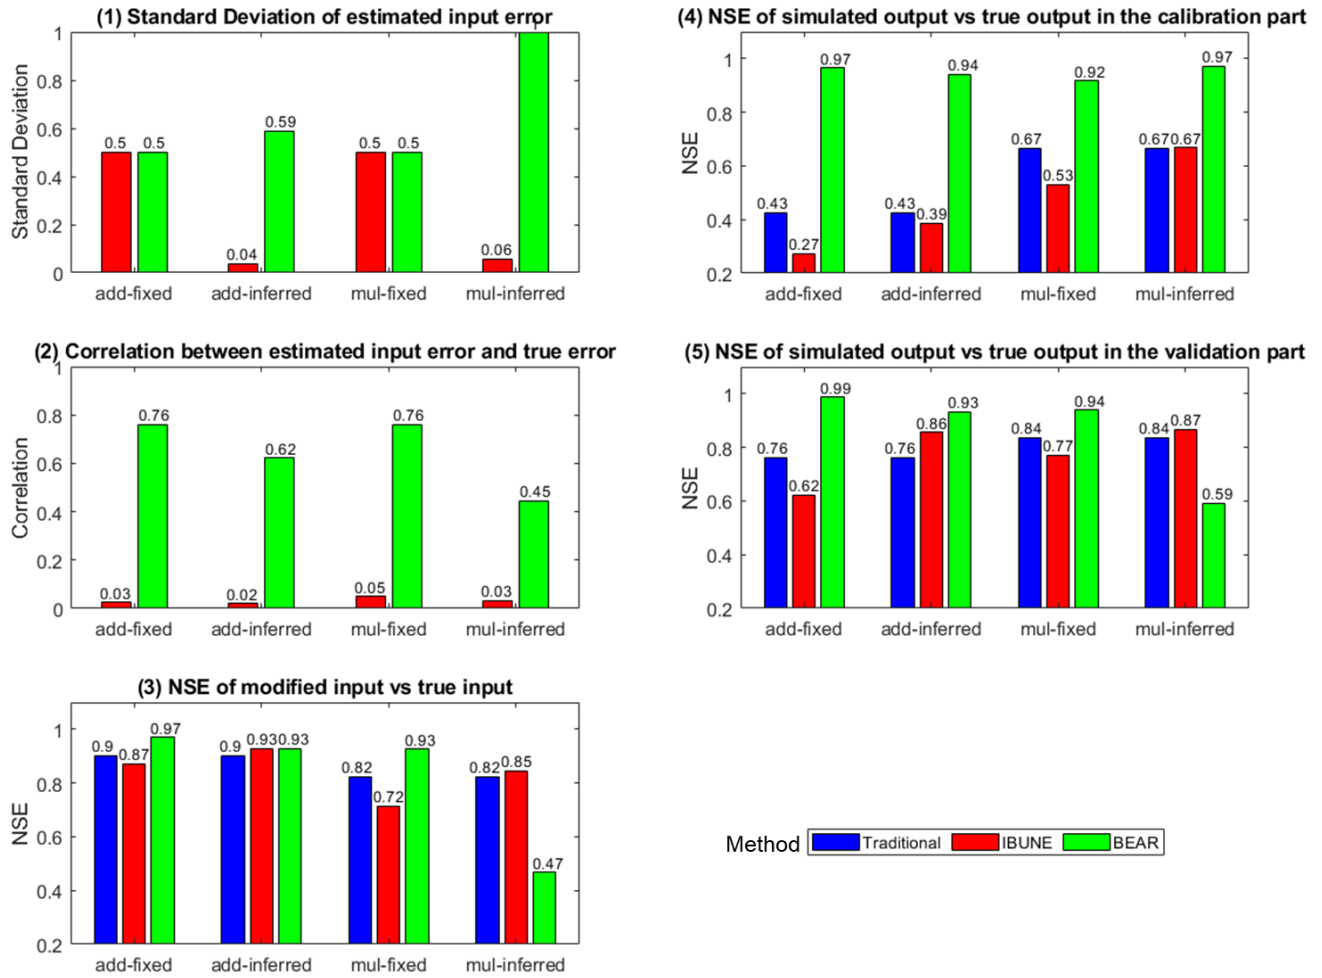 (1) Standard Deviation of estimated input error
Standard Deviation
1
0.8
0.6
0.4
0.2
0
0.5 0.5
0.04 0.59
0.5 0.5
0.06
add-fixed add-inferred mul-fixed mul-inferred
(2) Correlation between estimated input error and true error
Correlation
1
0.8
0.6
0.4
0.2
0
0.03 0.76
0.02 0.62
0.05 0.76
0.03 0.45
add-fixed add-inferred mul-fixed mul-inferred
(3) NSE of modified input vs true input
NSE
1
0.8
0.6
0.4
0.2
0.9 0.87 0.97
0.9 0.93 0.93
0.82 0.72 0.93
0.82 0.85 0.47
add-fixed add-inferred mul-fixed mul-inferred
(4) NSE of simulated output vs true output in the calibration part
NSE
1
0.8
0.6
0.4
0.2
0.43 0.27 0.97
0.43 0.39 0.94
0.67 0.53 0.92
0.67 0.67 0.97
add-fixed add-inferred mul-fixed mul-inferred
(5) NSE of simulated output vs true output in the validation part
NSE
1
0.8
0.6
0.4
0.2
0.76 0.62 0.99
0.76 0.86 0.93
0.84 0.77 0.94
0.84 0.87 0.59
add-fixed add-inferred mul-fixed mul-inferred
Method Traditional IBUNE BEAR